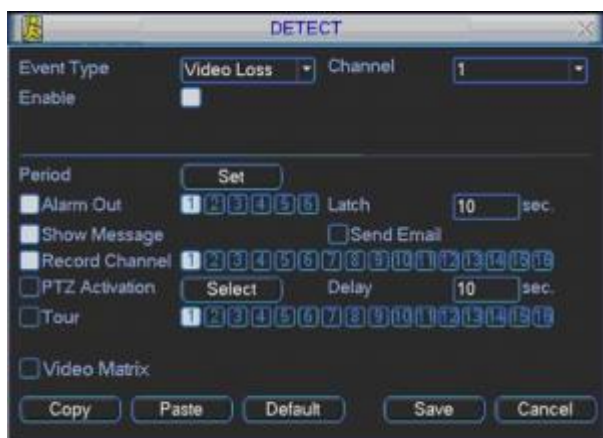 DETECT
Event Type Video Loss Channel 1
Enable
Period Set
Alarm Out 1 2 3 4 5 6 Latch 10 sec.
Show Message Send Email
Record Channel 1 2 3 4 5 6 7 8 9 10 11 12 13 14 15 16
PTZ Activation Select Delay 10 sec.
Tour 1 2 3 4 5 6 7 8 9 10 11 12 13 14 15 16
Video Matrix
Copy Paste Default Save Cancel